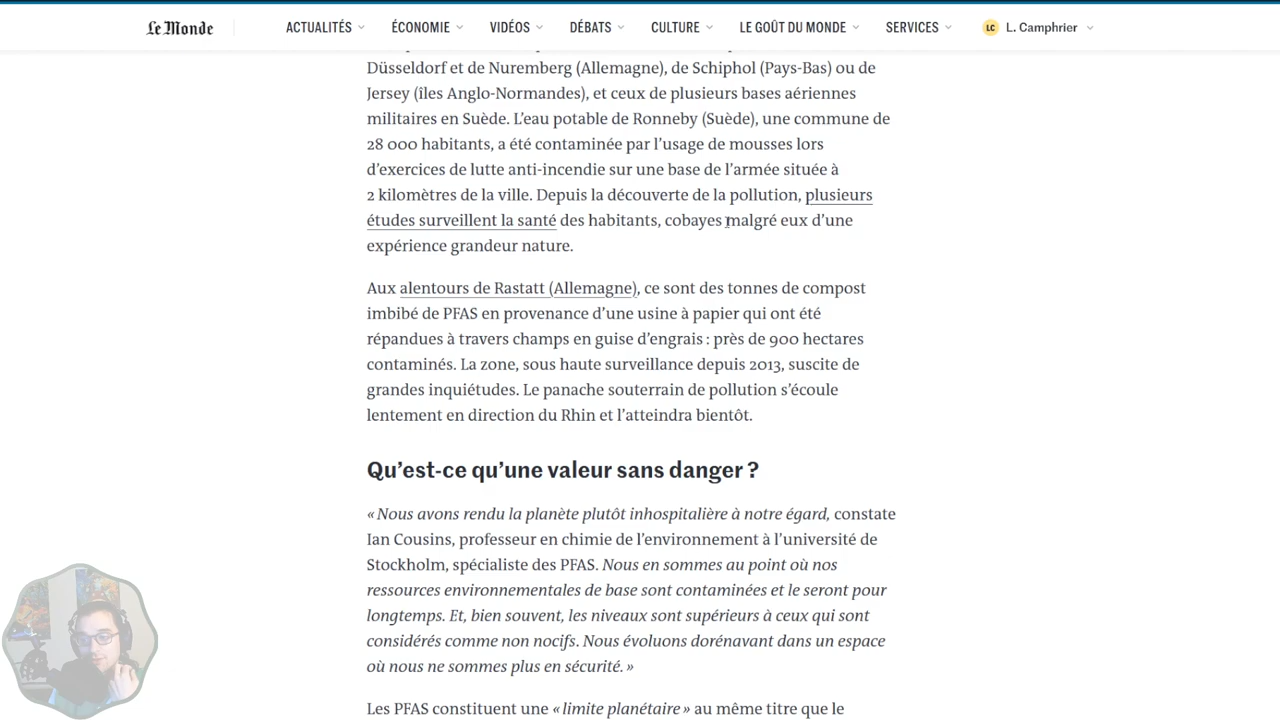 Le Monde
ACTUALITÉS
ÉCONOMIE
VIDÉOS
DÉBATS
CULTURE
LE GOÛT DU MONDE
SERVICES
LC
L. Camphrier
Düsseldorf et de Nuremberg (Allemagne), de Schiphol (Pays-Bas) ou de
Jersey (îles Anglo-Normandes), et ceux de plusieurs bases aériennes
militaires en Suède. L’eau potable de Ronneby (Suède), une commune de
28 000 habitants, a été contaminée par l’usage de mousses lors
d’exercices de lutte anti-incendie sur une base de l’armée située à
2 kilomètres de la ville. Depuis la découverte de la pollution, plusieurs
études surveillent la santé des habitants, cobayes malgré eux d’une
expérience grandeur nature.
Aux alentours de Rastatt (Allemagne), ce sont des tonnes de compost
imbibé de PFAS en provenance d’une usine à papier qui ont été
répandues à travers champs en guise d’engrais : près de 900 hectares
contaminés. La zone, sous haute surveillance depuis 2013, suscite de
grandes inquiétudes. Le panache souterrain de pollution s’écoule
lentement en direction du Rhin et l’atteindra bientôt.
Qu’est-ce qu’une valeur sans danger ?
« Nous avons rendu la planète plutôt inhospitalière à notre égard, constate
Ian Cousins, professeur en chimie de l’environnement à l’université de
Stockholm, spécialiste des PFAS. Nous en sommes au point où nos
ressources environnementales de base sont contaminées et le seront pour
longtemps. Et, bien souvent, les niveaux sont supérieurs à ceux qui sont
considérés comme non nocifs. Nous évoluons dorénavant dans un espace
où nous ne sommes plus en sécurité. »
Les PFAS constituent une « limite planétaire » au même titre que le